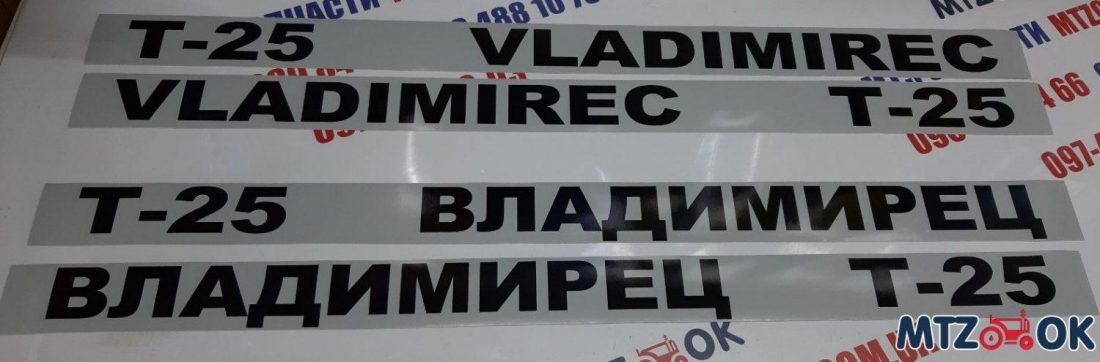 T-25 VLADIMIREC
VLADIMIREC T-25
Т-25 ВЛАДИМИРЕЦ
ВЛАДИМИРЕЦ Т-25
MTZ OK